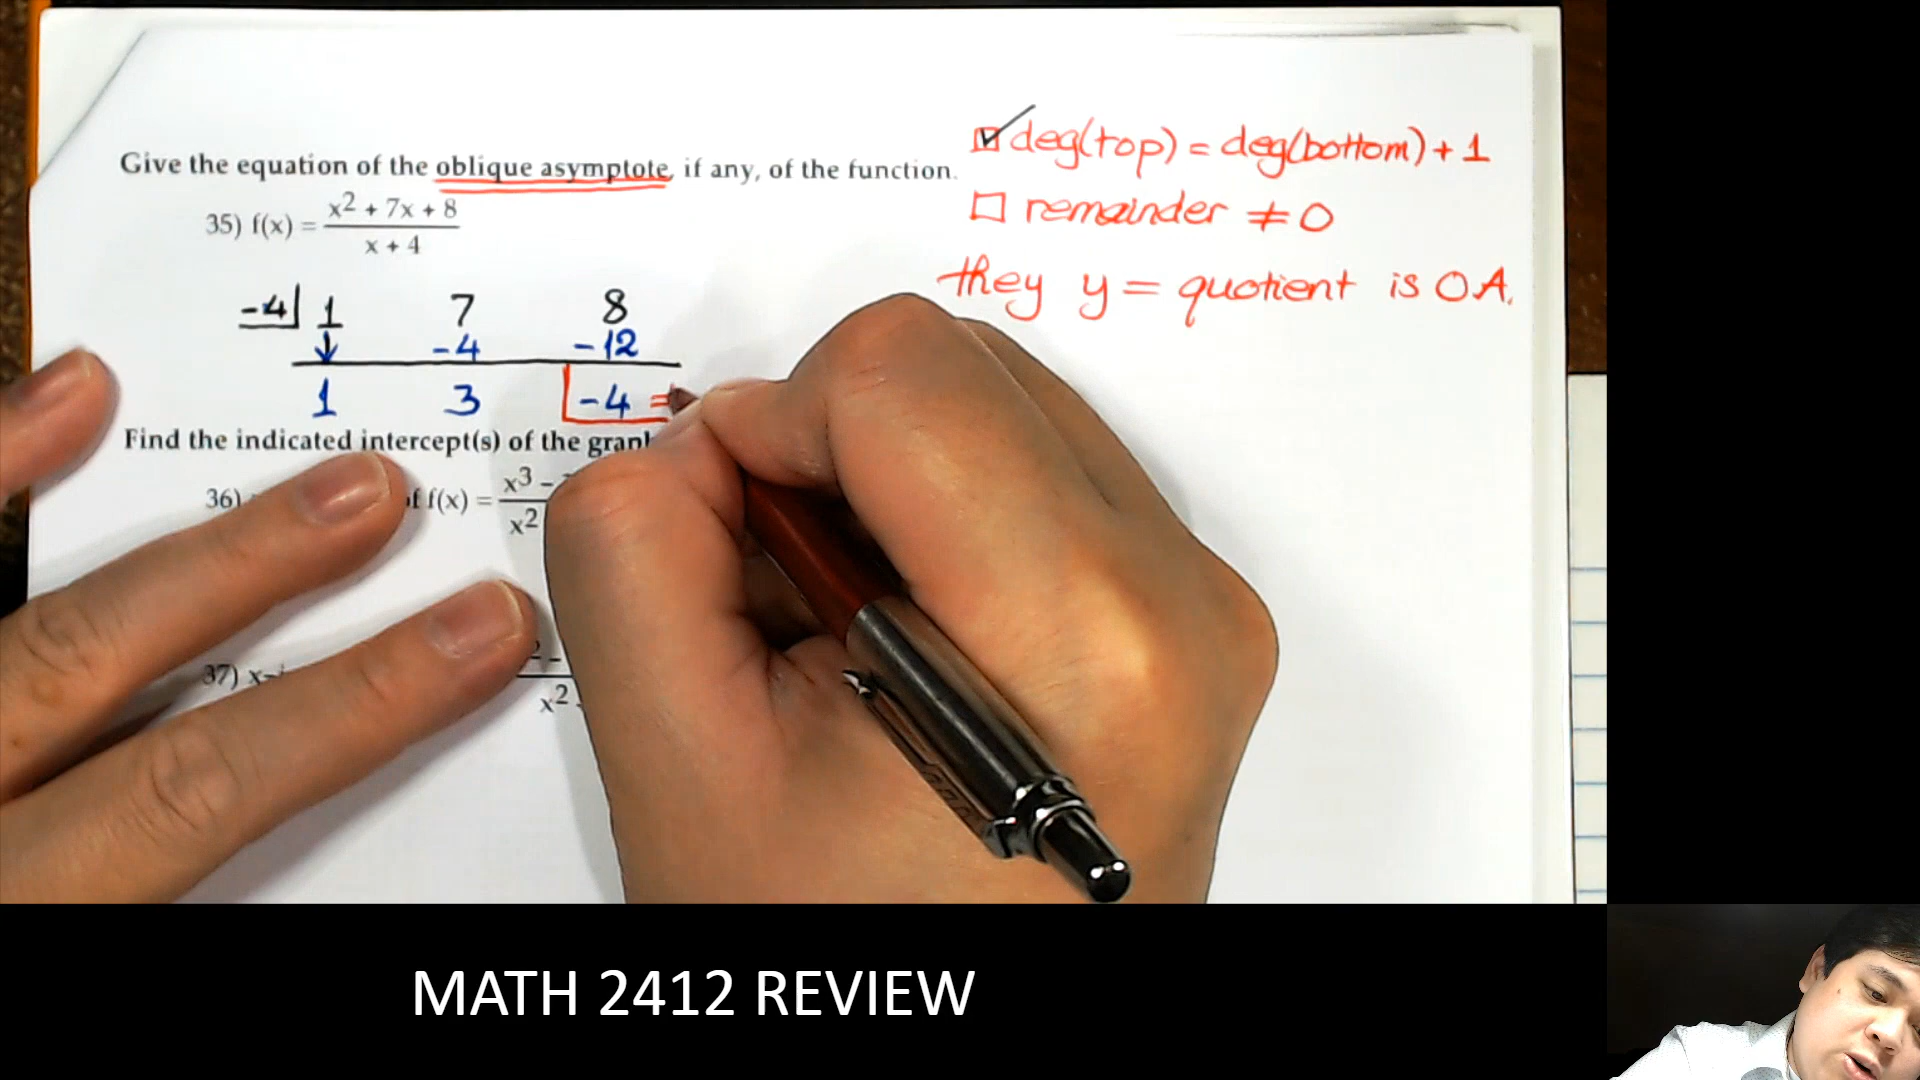 Give the equation of the oblique asymptote, if any, of the function.
35) f(x) = x² + 7x + 8
x + 4
-4 1 7 8
-4 -12
1 3 -4 =
Find the indicated intercept(s) of the
36) f(x) = x³ -
x²
37)
x²
☑ deg(top) = deg(bottom) + 1
☐ remainder ≠ 0
they y = quotient is OA.
MATH 2412 REVIEW